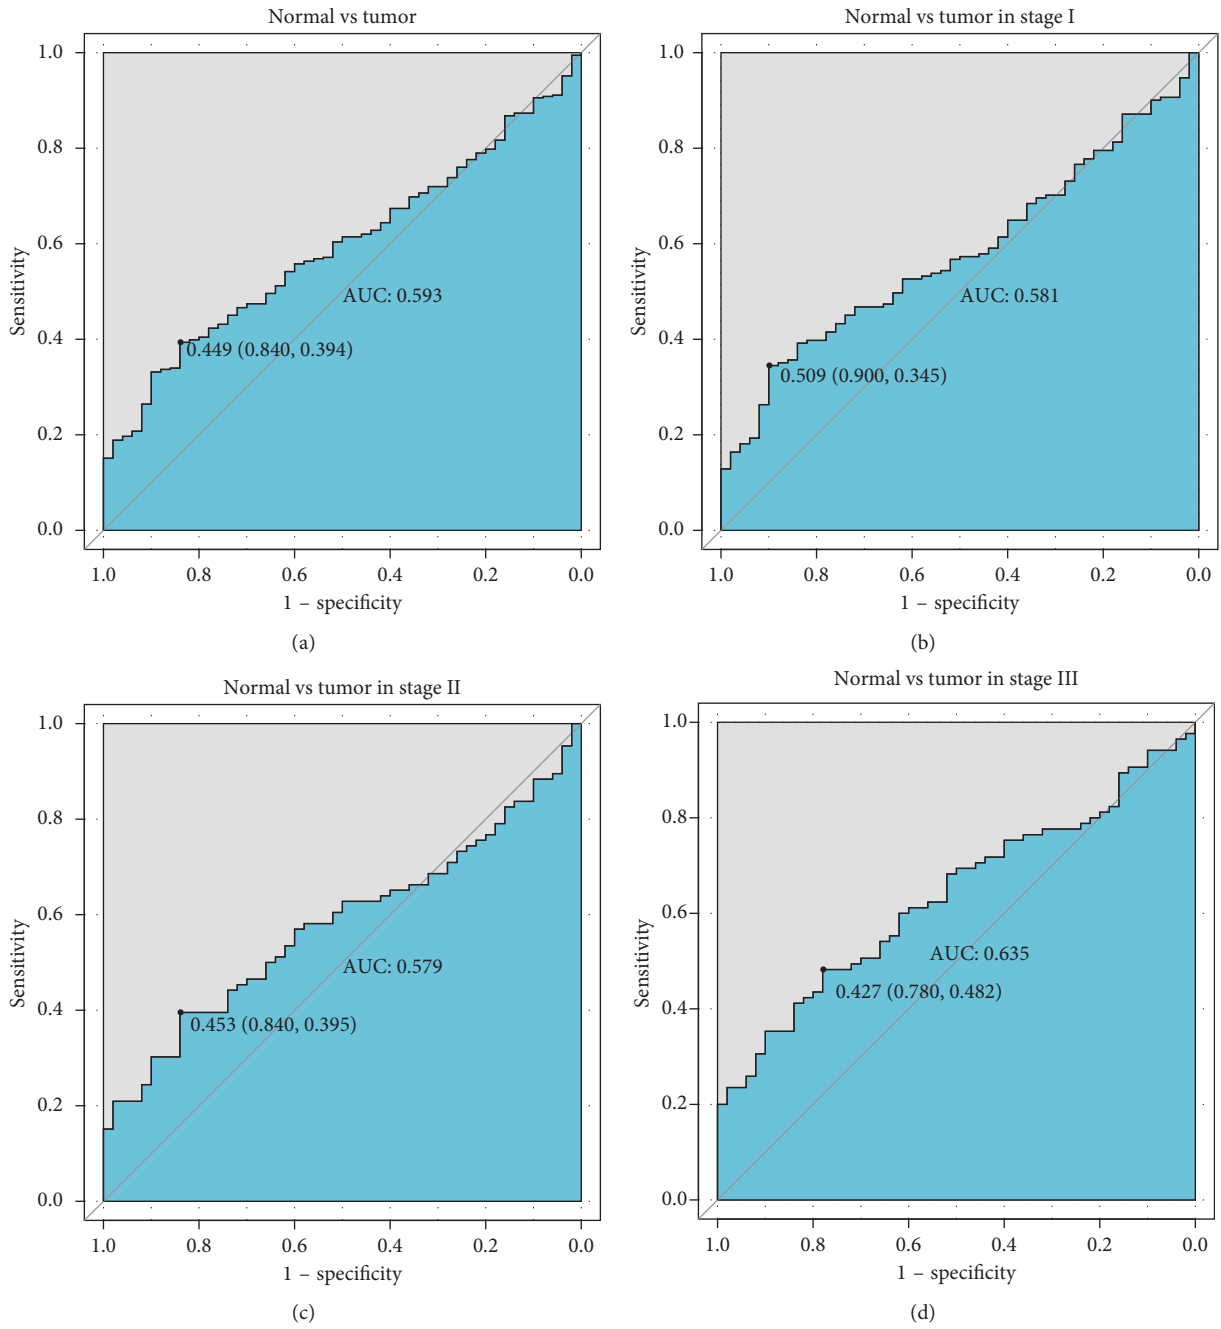 Normal vs tumor
1.0
0.8
0.6
0.4
0.2
0.0
Sensitivity
AUC: 0.593
0.449 (0.840, 0.394)
1.0 0.8 0.6 0.4 0.2 0.0
1 – specificity
(a)
Normal vs tumor in stage I
1.0
0.8
0.6
0.4
0.2
0.0
Sensitivity
AUC: 0.581
0.509 (0.900, 0.345)
1.0 0.8 0.6 0.4 0.2 0.0
1 – specificity
(b)
Normal vs tumor in stage II
1.0
0.8
0.6
0.4
0.2
0.0
Sensitivity
AUC: 0.579
0.453 (0.840, 0.395)
1.0 0.8 0.6 0.4 0.2 0.0
1 – specificity
(c)
Normal vs tumor in stage III
1.0
0.8
0.6
0.4
0.2
0.0
Sensitivity
AUC: 0.635
0.427 (0.780, 0.482)
1.0 0.8 0.6 0.4 0.2 0.0
1 – specificity
(d)